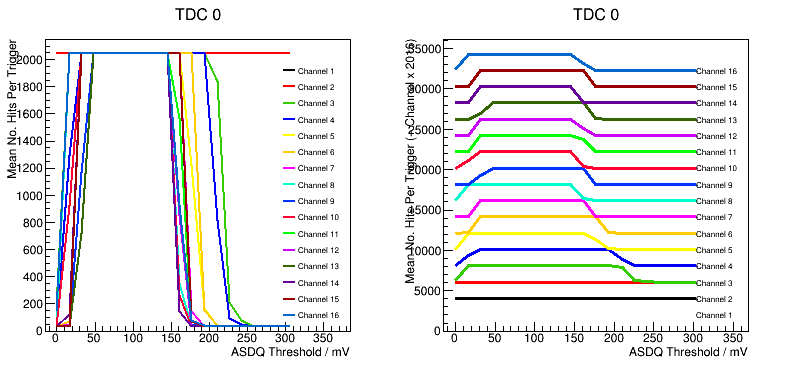 TDC 0
Mean No. Hits Per Trigger
2000
1800
1600
1400
1200
1000
800
600
400
200
0
0 50 100 150 200 250 300 350
ASDQ Threshold / mV
Channel 1
Channel 2
Channel 3
Channel 4
Channel 5
Channel 6
Channel 7
Channel 8
Channel 9
Channel 10
Channel 11
Channel 12
Channel 13
Channel 14
Channel 15
Channel 16
TDC 0
Mean No. Hits Per Trigger (+ Channel x 2016)
35000
30000
25000
20000
15000
10000
5000
0
0 50 100 150 200 250 300 350
ASDQ Threshold / mV
Channel 16
Channel 15
Channel 14
Channel 13
Channel 12
Channel 11
Channel 10
Channel 9
Channel 8
Channel 7
Channel 6
Channel 5
Channel 4
Channel 3
Channel 2
Channel 1